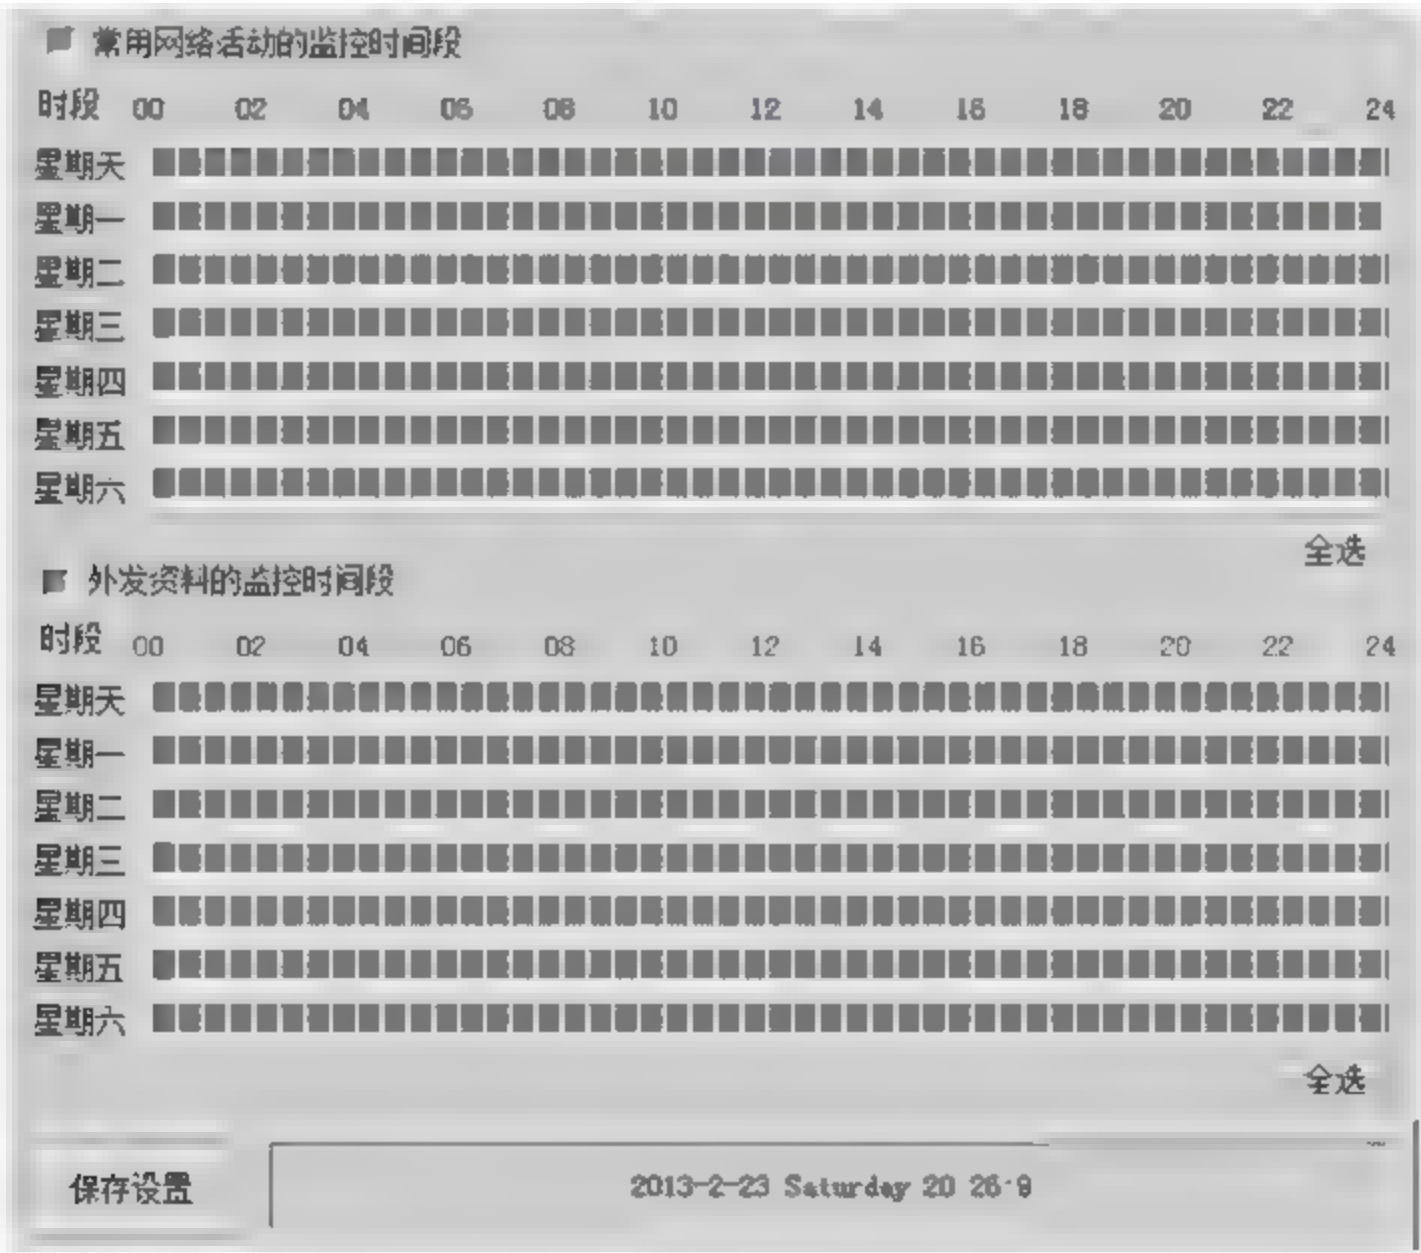 常用网络活动的监控时间段
时段 00 02 04 06 08 10 12 14 16 18 20 22 24
星期天
星期一
星期二
星期三
星期四
星期五
星期六
全选
外发资料的监控时间段
时段 00 02 04 06 08 10 12 14 16 18 20 22 24
星期天
星期一
星期二
星期三
星期四
星期五
星期六
全选
保存设置 2013-2-23 Saturday 20 26:9